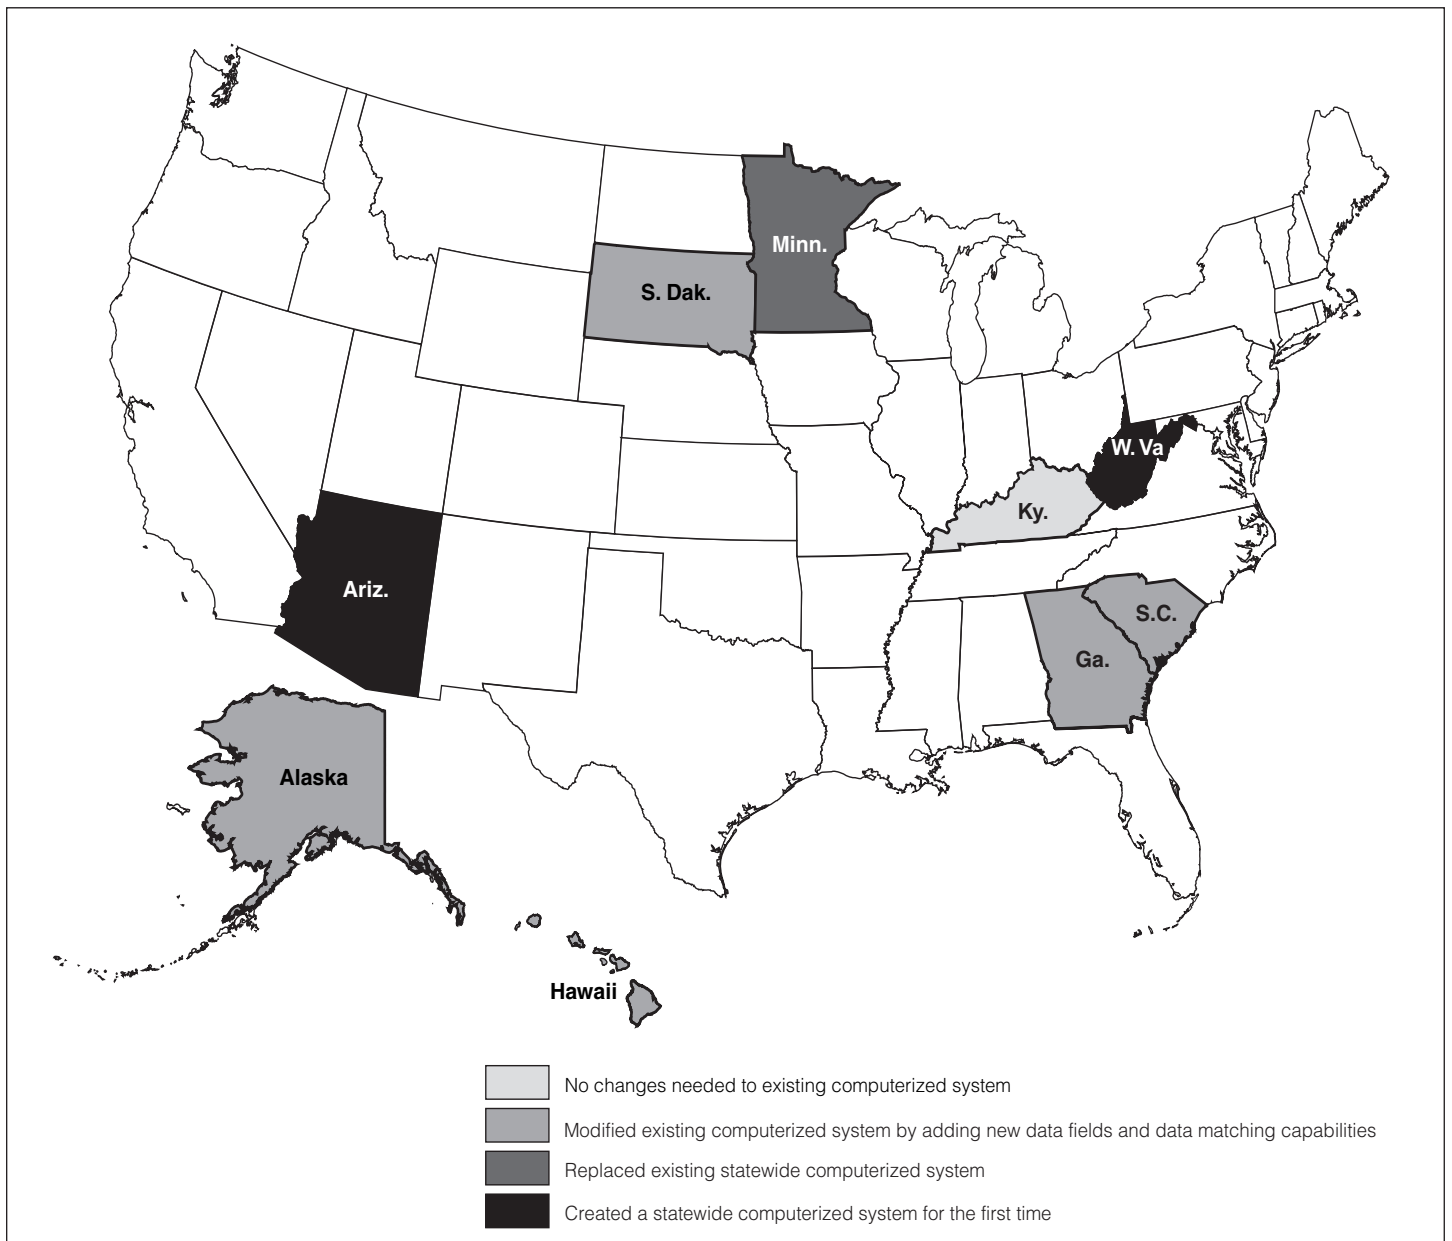 Minn.
S. Dak.
W. Va
Ky.
Ariz.
S.C.
Ga.
Alaska
Hawaii
No changes needed to existing computerized system
Modified existing computerized system by adding new data fields and data matching capabilities
Replaced existing statewide computerized system
Created a statewide computerized system for the first time